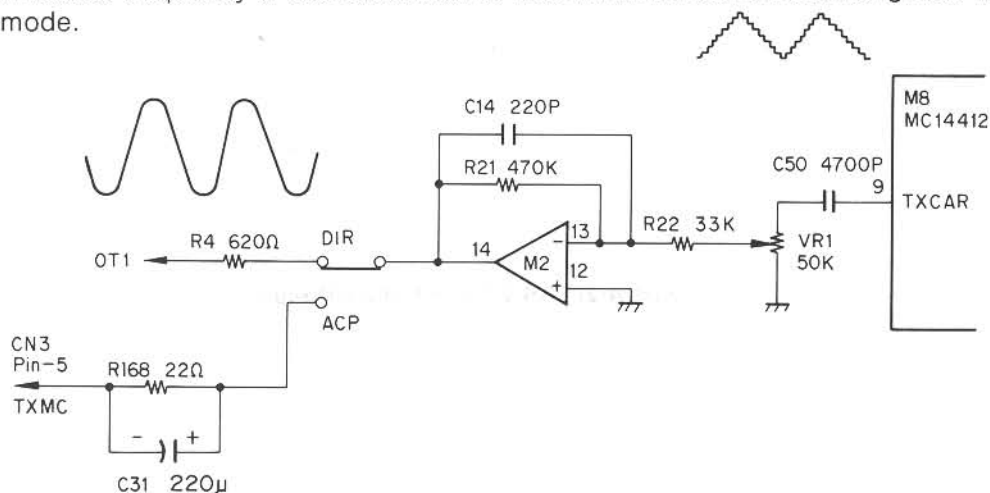 mode.
M8
MC14412
C14 220P
R21 470K
C50 4700P
9
TXCAR
R22 33K
VR1
50K
13
14
M2
12
−
+
R4 620Ω
DIR
OT1
ACP
CN3
Pin-5
R168 22Ω
TXMC
− +
C31 220μ